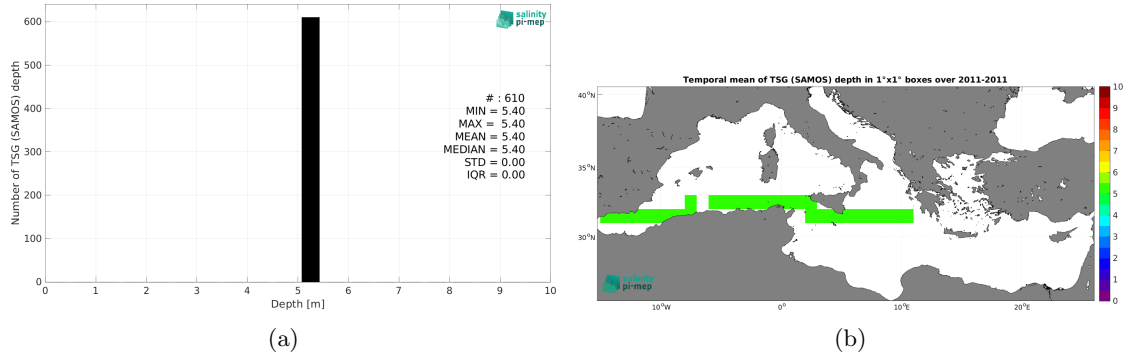 600
500
400
300
200
100
0
Number of TSG (SAMOS) depth
salinity
pi-mep
# : 610
MIN = 5.40
MAX = 5.40
MEAN = 5.40
MEDIAN = 5.40
STD = 0.00
IQR = 0.00
0 1 2 3 4 5 6 7 8 9 10
Depth [m]
(a)
Temporal mean of TSG (SAMOS) depth in 1°x1° boxes over 2011-2011
40°N
35°N
30°N
10°W 0° 10°E 20°E
salinity
pi-mep
10
9
8
7
6
5
4
3
2
1
0
(b)